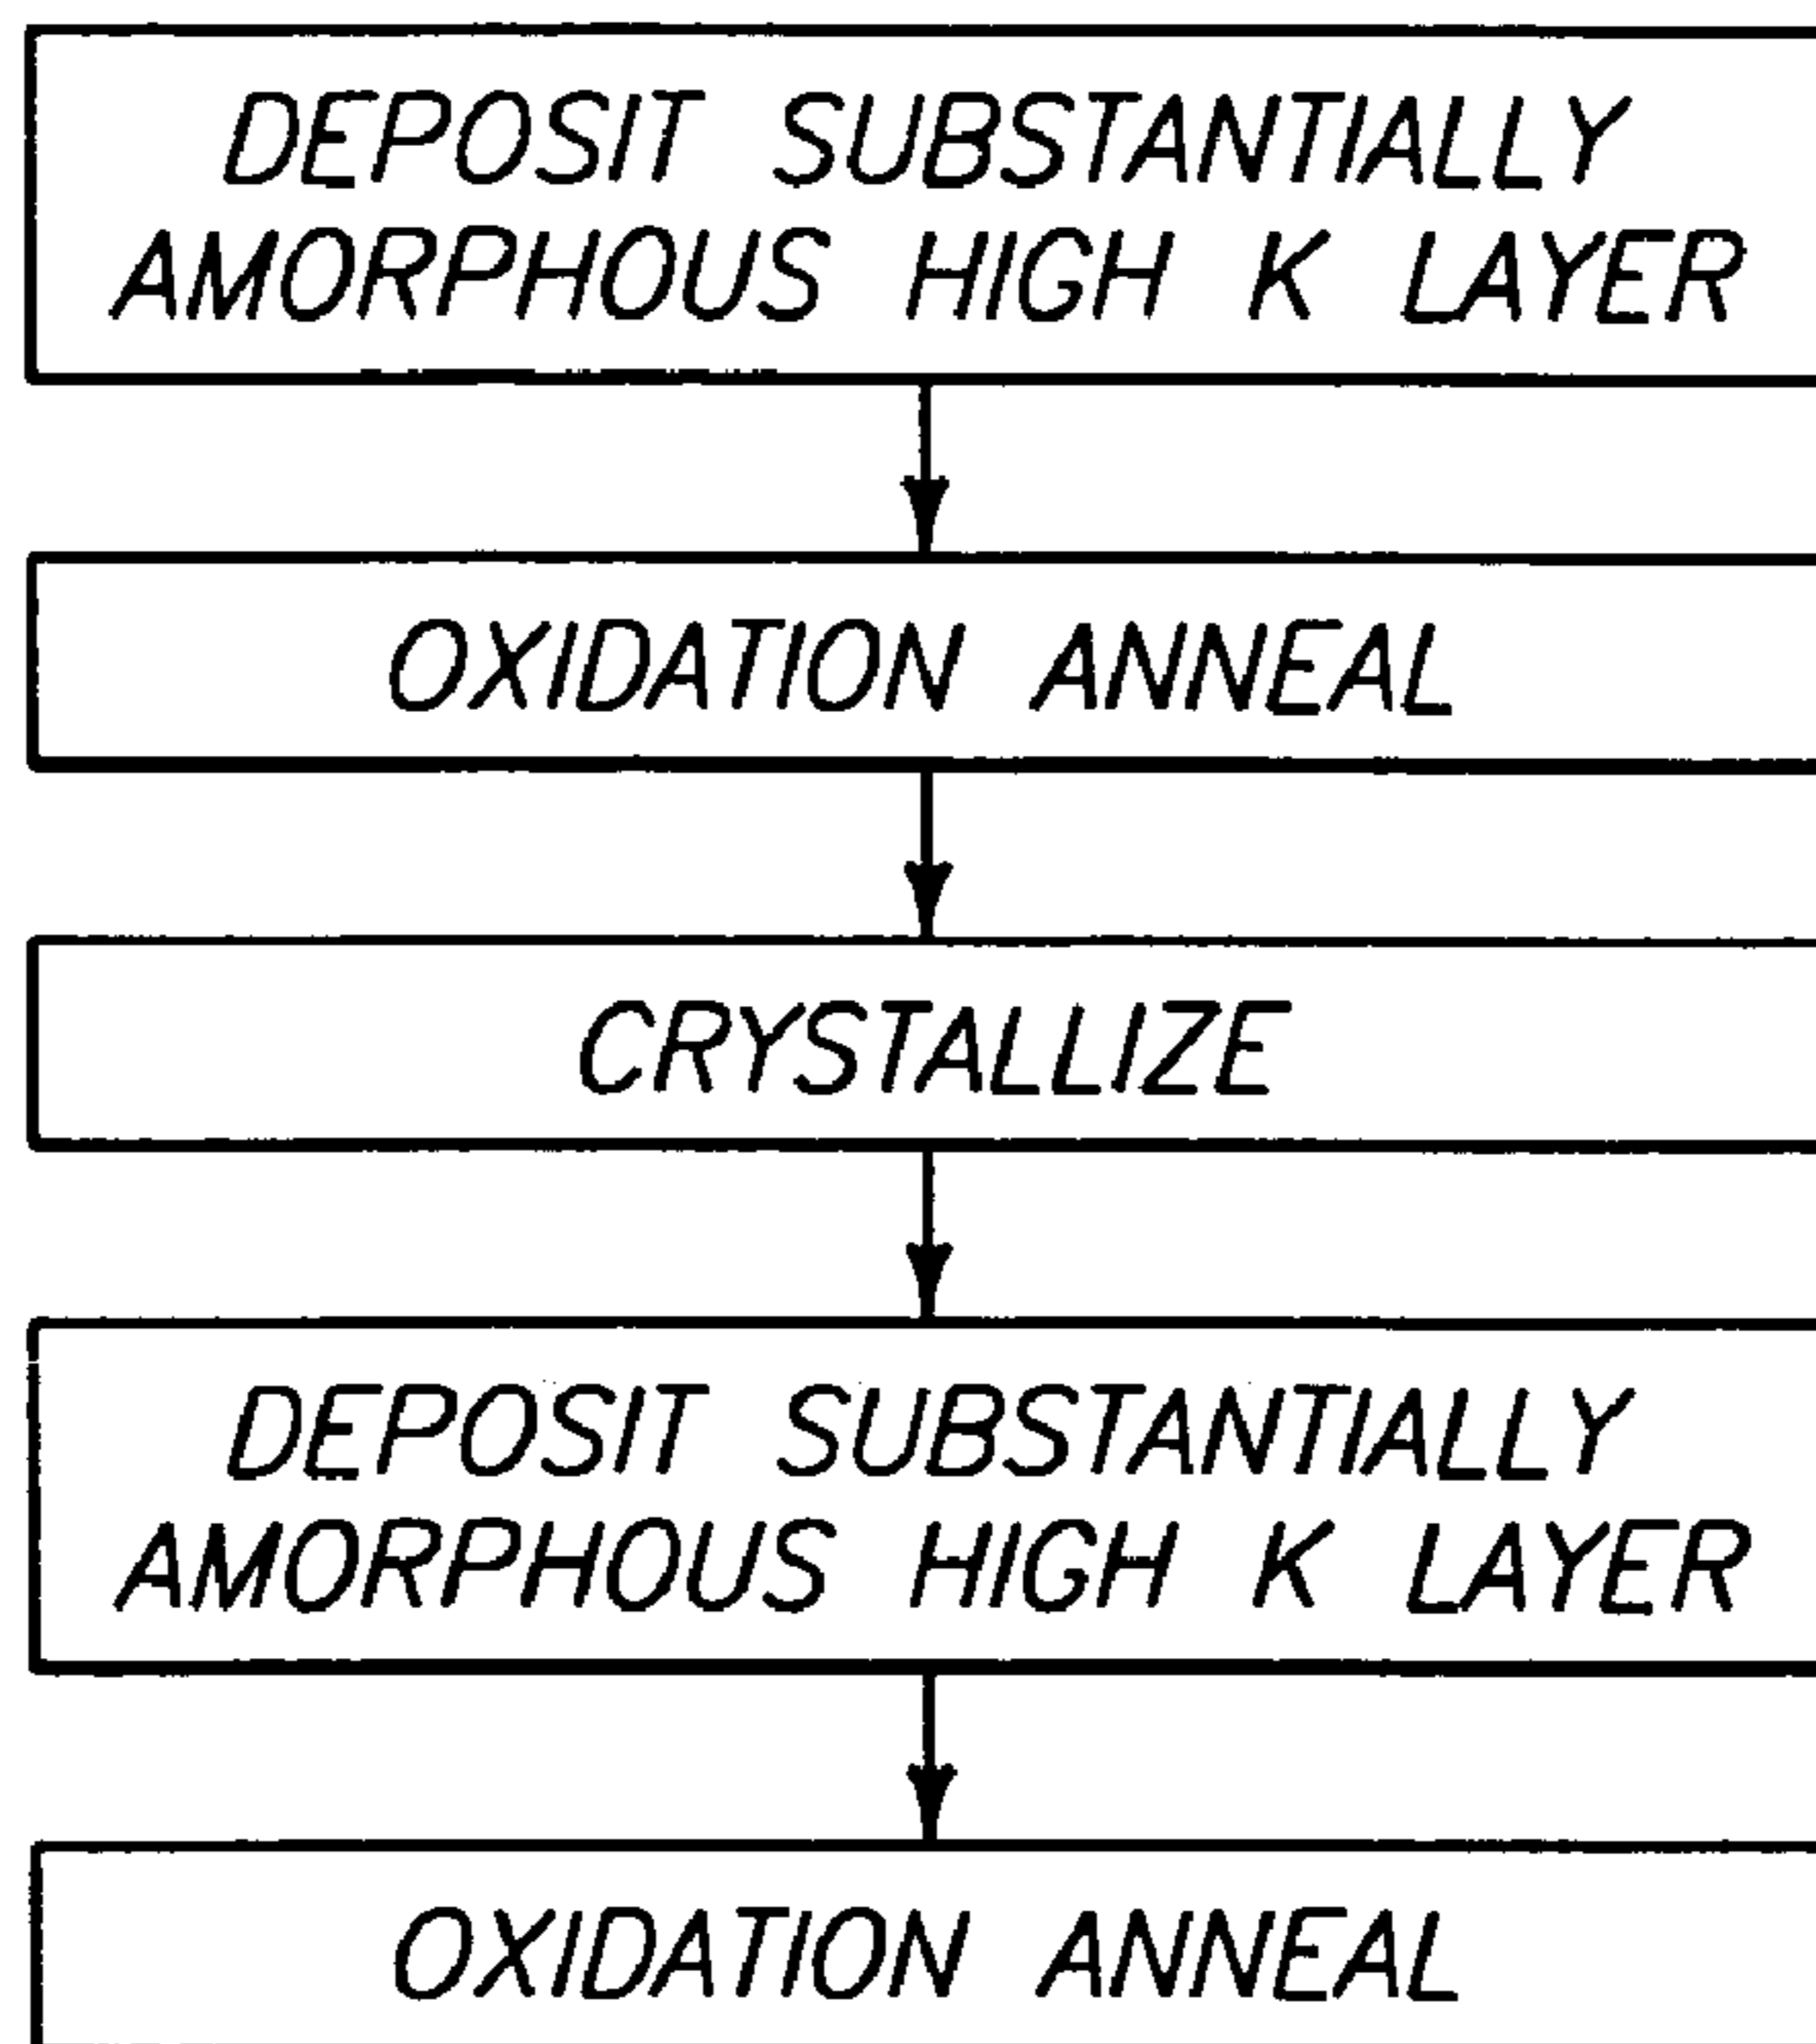 DEPOSIT SUBSTANTIALLY
AMORPHOUS HIGH K LAYER
OXIDATION ANNEAL
CRYSTALLIZE
DEPOSIT SUBSTANTIALLY
AMORPHOUS HIGH K LAYER
OXIDATION ANNEAL